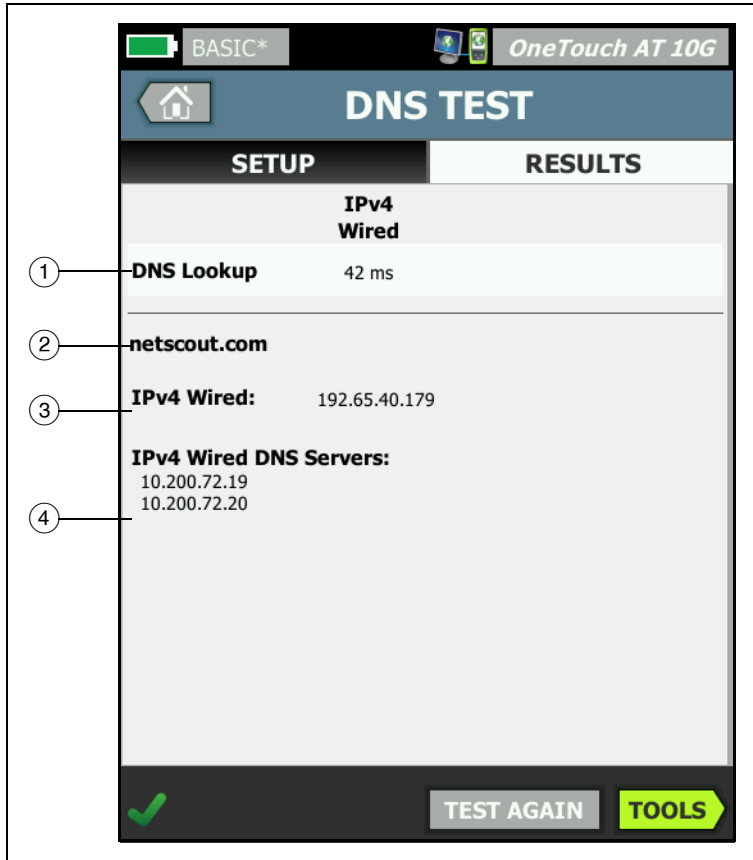 BASIC* OneTouch AT 10G
DNS TEST
SETUP RESULTS
IPv4
Wired
1 DNS Lookup 42 ms
2 netscout.com
3 IPv4 Wired: 192.65.40.179
IPv4 Wired DNS Servers:
10.200.72.19
10.200.72.20
4
TEST AGAIN TOOLS